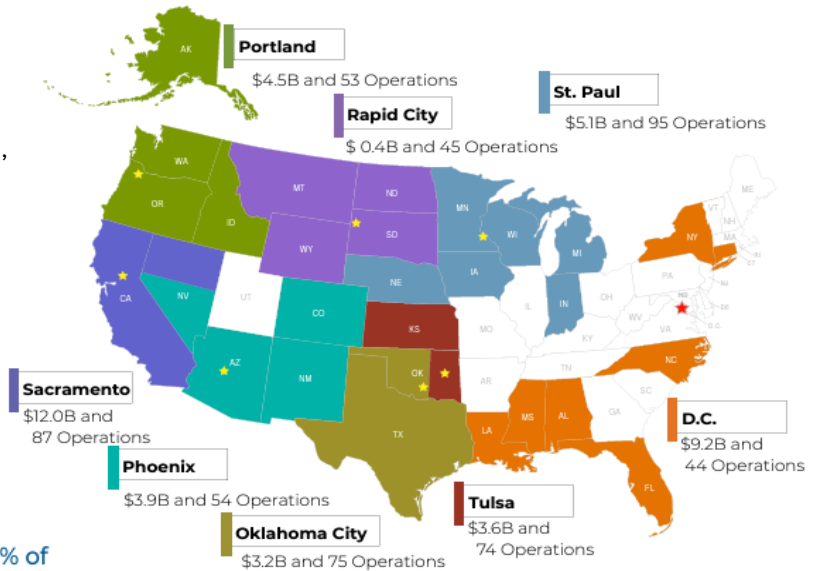 AK
Portland
$4.5B and 53 Operations
St. Paul
$5.1B and 95 Operations
Rapid City
$ 0.4B and 45 Operations
,
WA
OR
ID
MT
ND
SD
WY
MN
WI
MI
IA
NE
IN
ME
VT
NH
MA
NY
PA
OH
IL
MO
KY
WV
VA
MD
D.C.
DE
NJ
CT
RI
CA
NV
UT
CO
AZ
NM
KS
OK
TX
AR
TN
NC
SC
GA
MS
AL
LA
FL
Sacramento
$12.0B and
87 Operations
D.C.
$9.2B and
44 Operations
Phoenix
$3.9B and 54 Operations
Tulsa
$3.6B and
74 Operations
Oklahoma City
$3.2B and 75 Operations
% of